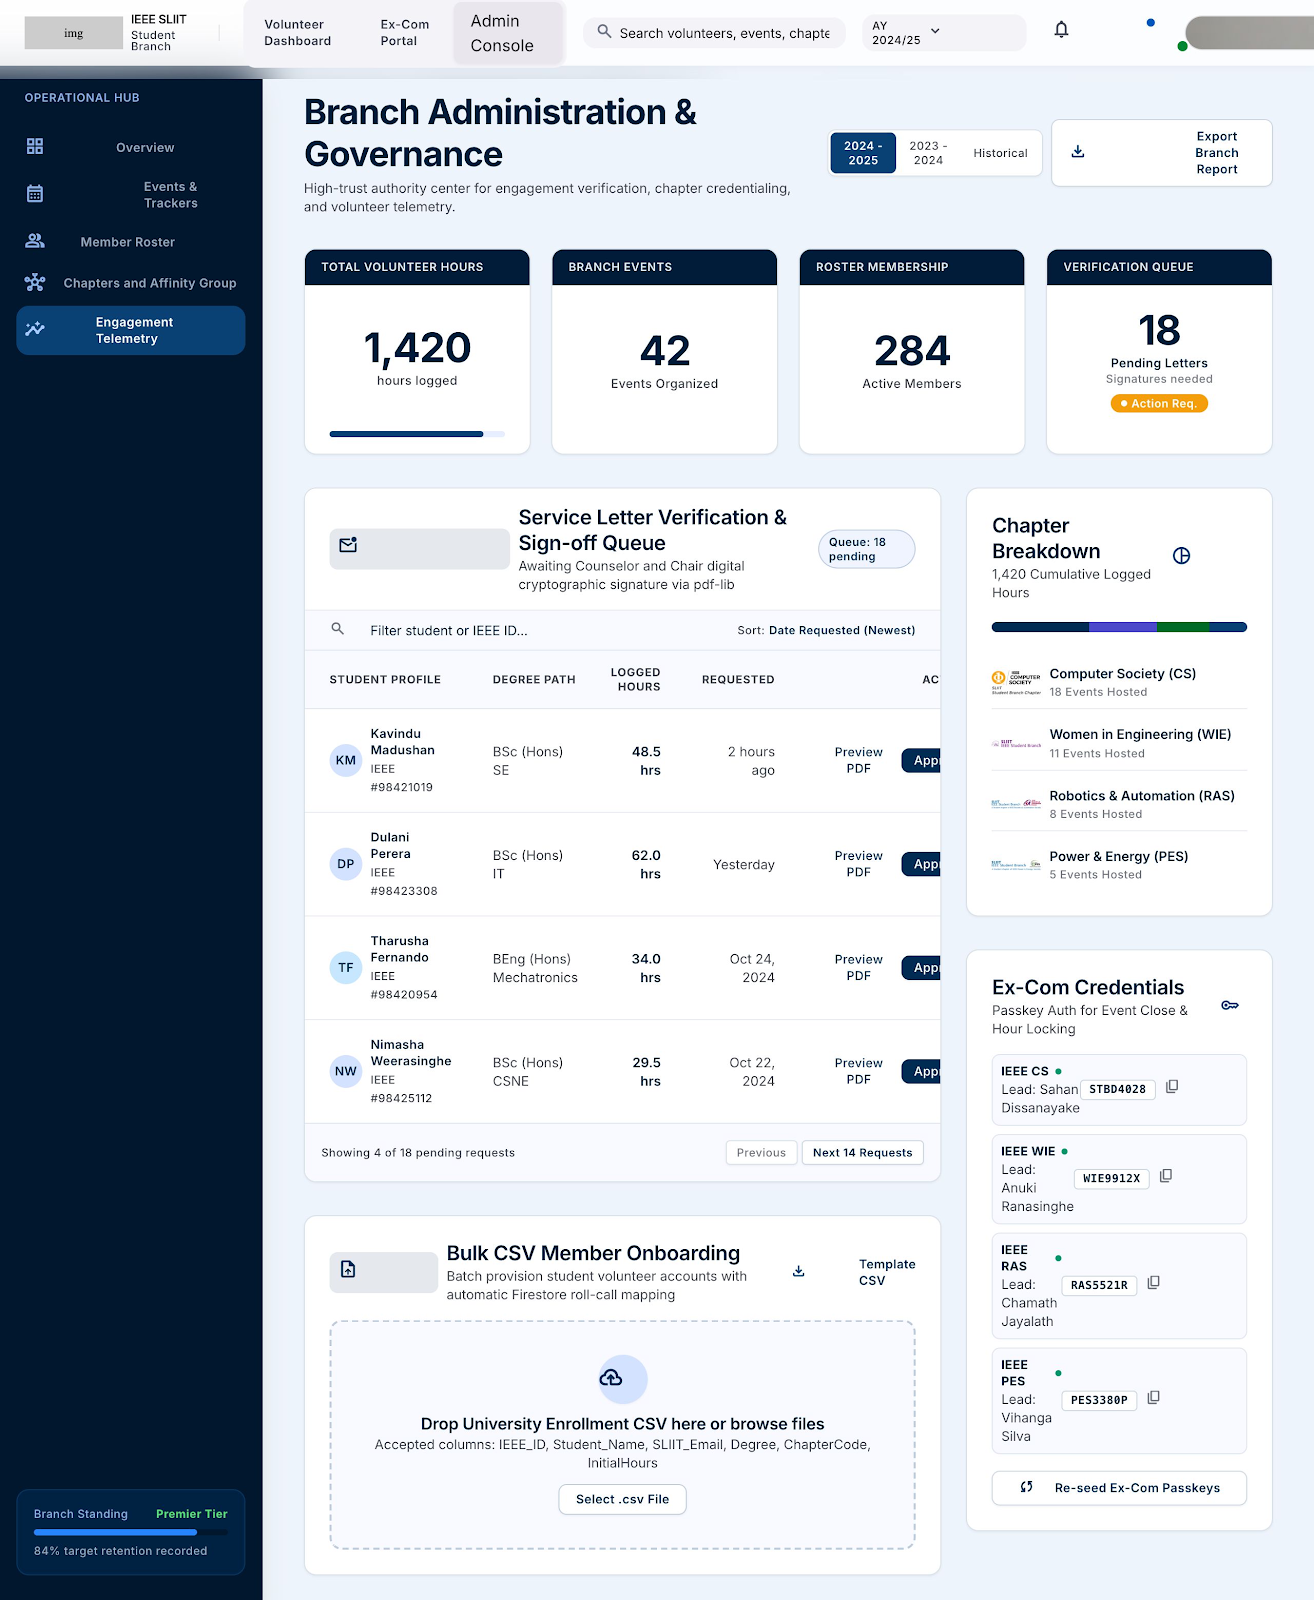 img
IEEE SLIIT
Student
Branch
Volunteer
Dashboard
Ex-Com
Portal
Admin
Console
Search volunteers, events, chapte
AY
2024/25
OPERATIONAL HUB
Overview
Events &
Trackers
Member Roster
Chapters and Affinity Group
Engagement
Telemetry
Branch Standing Premier Tier
84% target retention recorded
Branch Administration &
Governance
High-trust authority center for engagement verification, chapter credentialing,
and volunteer telemetry.
2024 -
2025
2023 -
2024
Historical
Export
Branch
Report
TOTAL VOLUNTEER HOURS
1,420
hours logged
BRANCH EVENTS
42
Events Organized
ROSTER MEMBERSHIP
284
Active Members
VERIFICATION QUEUE
18
Pending Letters
Signatures needed
Action Req.
Service Letter Verification &
Sign-off Queue
Awaiting Counselor and Chair digital
cryptographic signature via pdf-lib
Queue: 18
pending
Filter student or IEEE ID...
Sort: Date Requested (Newest)
STUDENT PROFILE
DEGREE PATH
LOGGED
HOURS
REQUESTED
AC
KM
Kavindu
Madushan
IEEE
#98421019
BSc (Hons)
SE
48.5
hrs
2 hours
ago
Preview
PDF
App
DP
Dulani
Perera
IEEE
#98423308
BSc (Hons)
IT
62.0
hrs
Yesterday
Preview
PDF
App
TF
Tharusha
Fernando
IEEE
#98420954
BEng (Hons)
Mechatronics
34.0
hrs
Oct 24,
2024
Preview
PDF
App
NW
Nimasha
Weerasinghe
IEEE
#98425112
BSc (Hons)
CSNE
29.5
hrs
Oct 22,
2024
Preview
PDF
App
Showing 4 of 18 pending requests
Previous
Next 14 Requests
Chapter
Breakdown
1,420 Cumulative Logged
Hours
COMPUTER
SOCIETY
SLIIT
Student Branch Chapter
Computer Society (CS)
18 Events Hosted
SLIIT
Women in Engineering (WIE)
11 Events Hosted
Robotics & Automation (RAS)
8 Events Hosted
Power & Energy (PES)
5 Events Hosted
Ex-Com Credentials
Passkey Auth for Event Close &
Hour Locking
IEEE CS
Lead: Sahan
Dissanayake
STBD4028
IEEE WIE
Lead:
Anuki
Ranasinghe
WIE9912X
IEEE
RAS
Lead:
Chamath
Jayalath
RAS5521R
IEEE
PES
Lead:
Vihanga
Silva
PES3380P
Re-seed Ex-Com Passkeys
Bulk CSV Member Onboarding
Batch provision student volunteer accounts with
automatic Firestore roll-call mapping
Template
CSV
Drop University Enrollment CSV here or browse files
Accepted columns: IEEE_ID, Student_Name, SLIIT_Email, Degree, ChapterCode,
InitialHours
Select .csv File